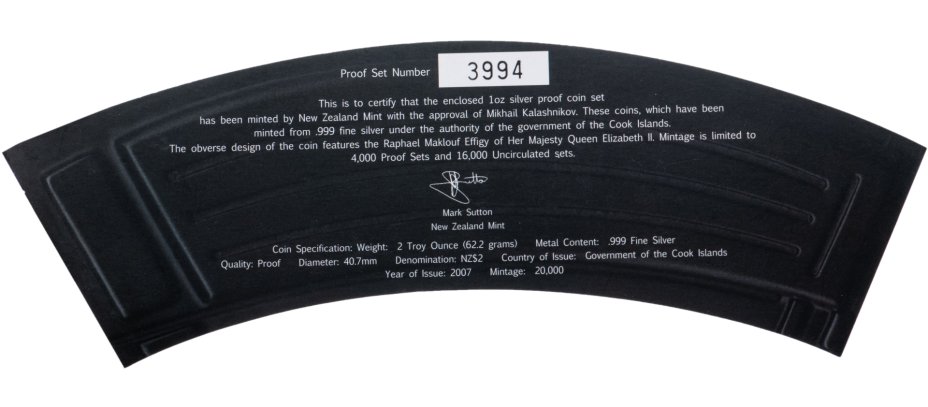 Proof Set Number 3994
This is to certify that the enclosed 1oz silver proof coin set
has been minted by New Zealand Mint with the approval of Mikhail Kalashnikov. These coins, which have been
minted from .999 fine silver under the authority of the government of the Cook Islands.
The obverse design of the coin features the Raphael Maklouf Effigy of Her Majesty Queen Elizabeth II. Mintage is limited to
4,000 Proof Sets and 16,000 Uncirculated sets.
Mark Sutton
New Zealand Mint
Coin Specification: Weight: 2 Troy Ounce (62.2 grams) Metal Content: .999 Fine Silver
Quality: Proof Diameter: 40.7mm Denomination: NZ$2 Country of Issue: Government of the Cook Islands
Year of Issue: 2007 Mintage: 20,000